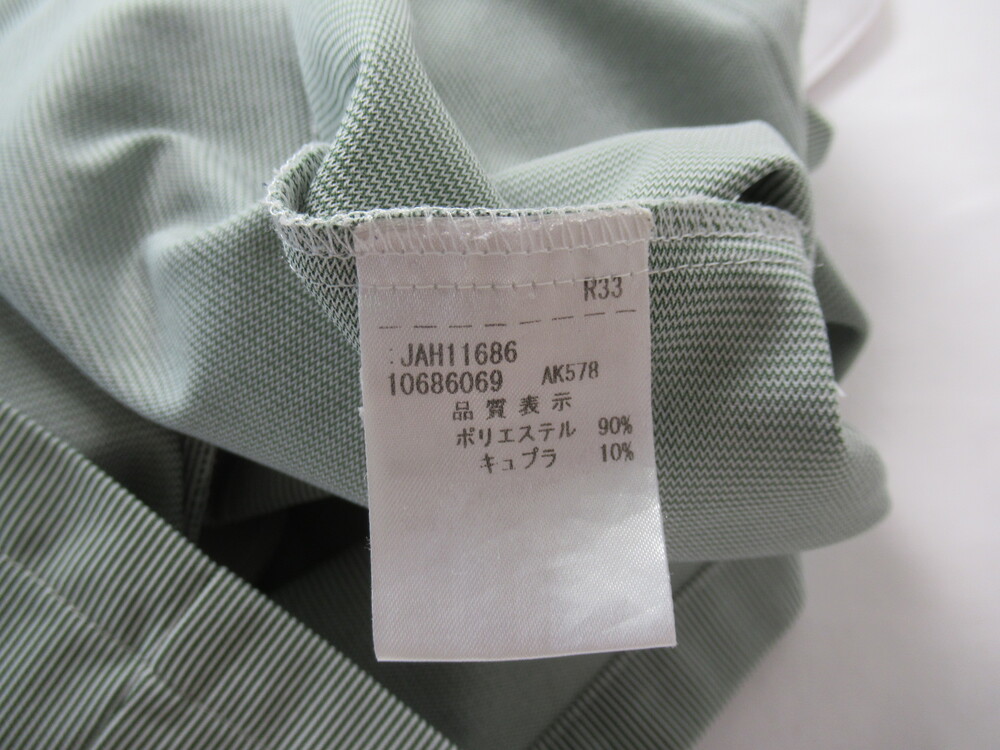 R33
:JAH11686
10686069 AK578
品質表示
ポリエステル 90%
キュプラ 10%